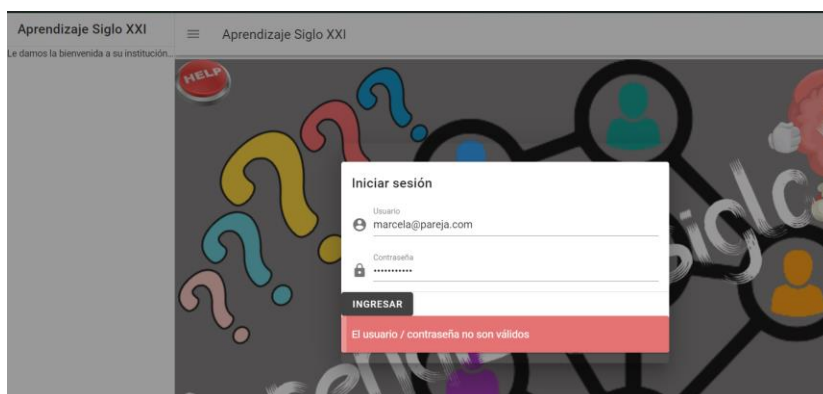 Aprendizaje Siglo XXI
Le damos la bienvenida a su institución...
Aprendizaje Siglo XXI
HELP
Iniciar sesión
Usuario
marcela@pareja.com
Contraseña
•••••••••••
INGRESAR
El usuario / contraseña no son válidos
Siglo